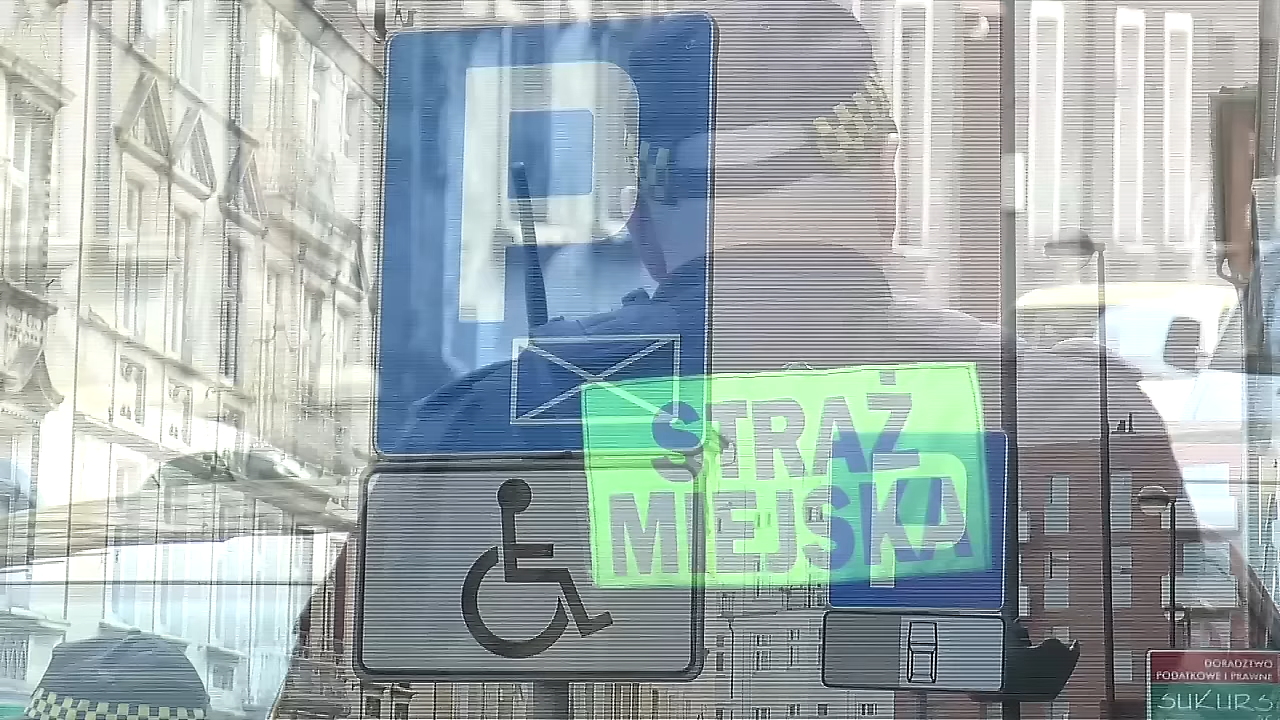 P
STRAŻ
MIEJSKA
P
DORADZTWO
PODATKOWE I PRAWNE
SUKURS